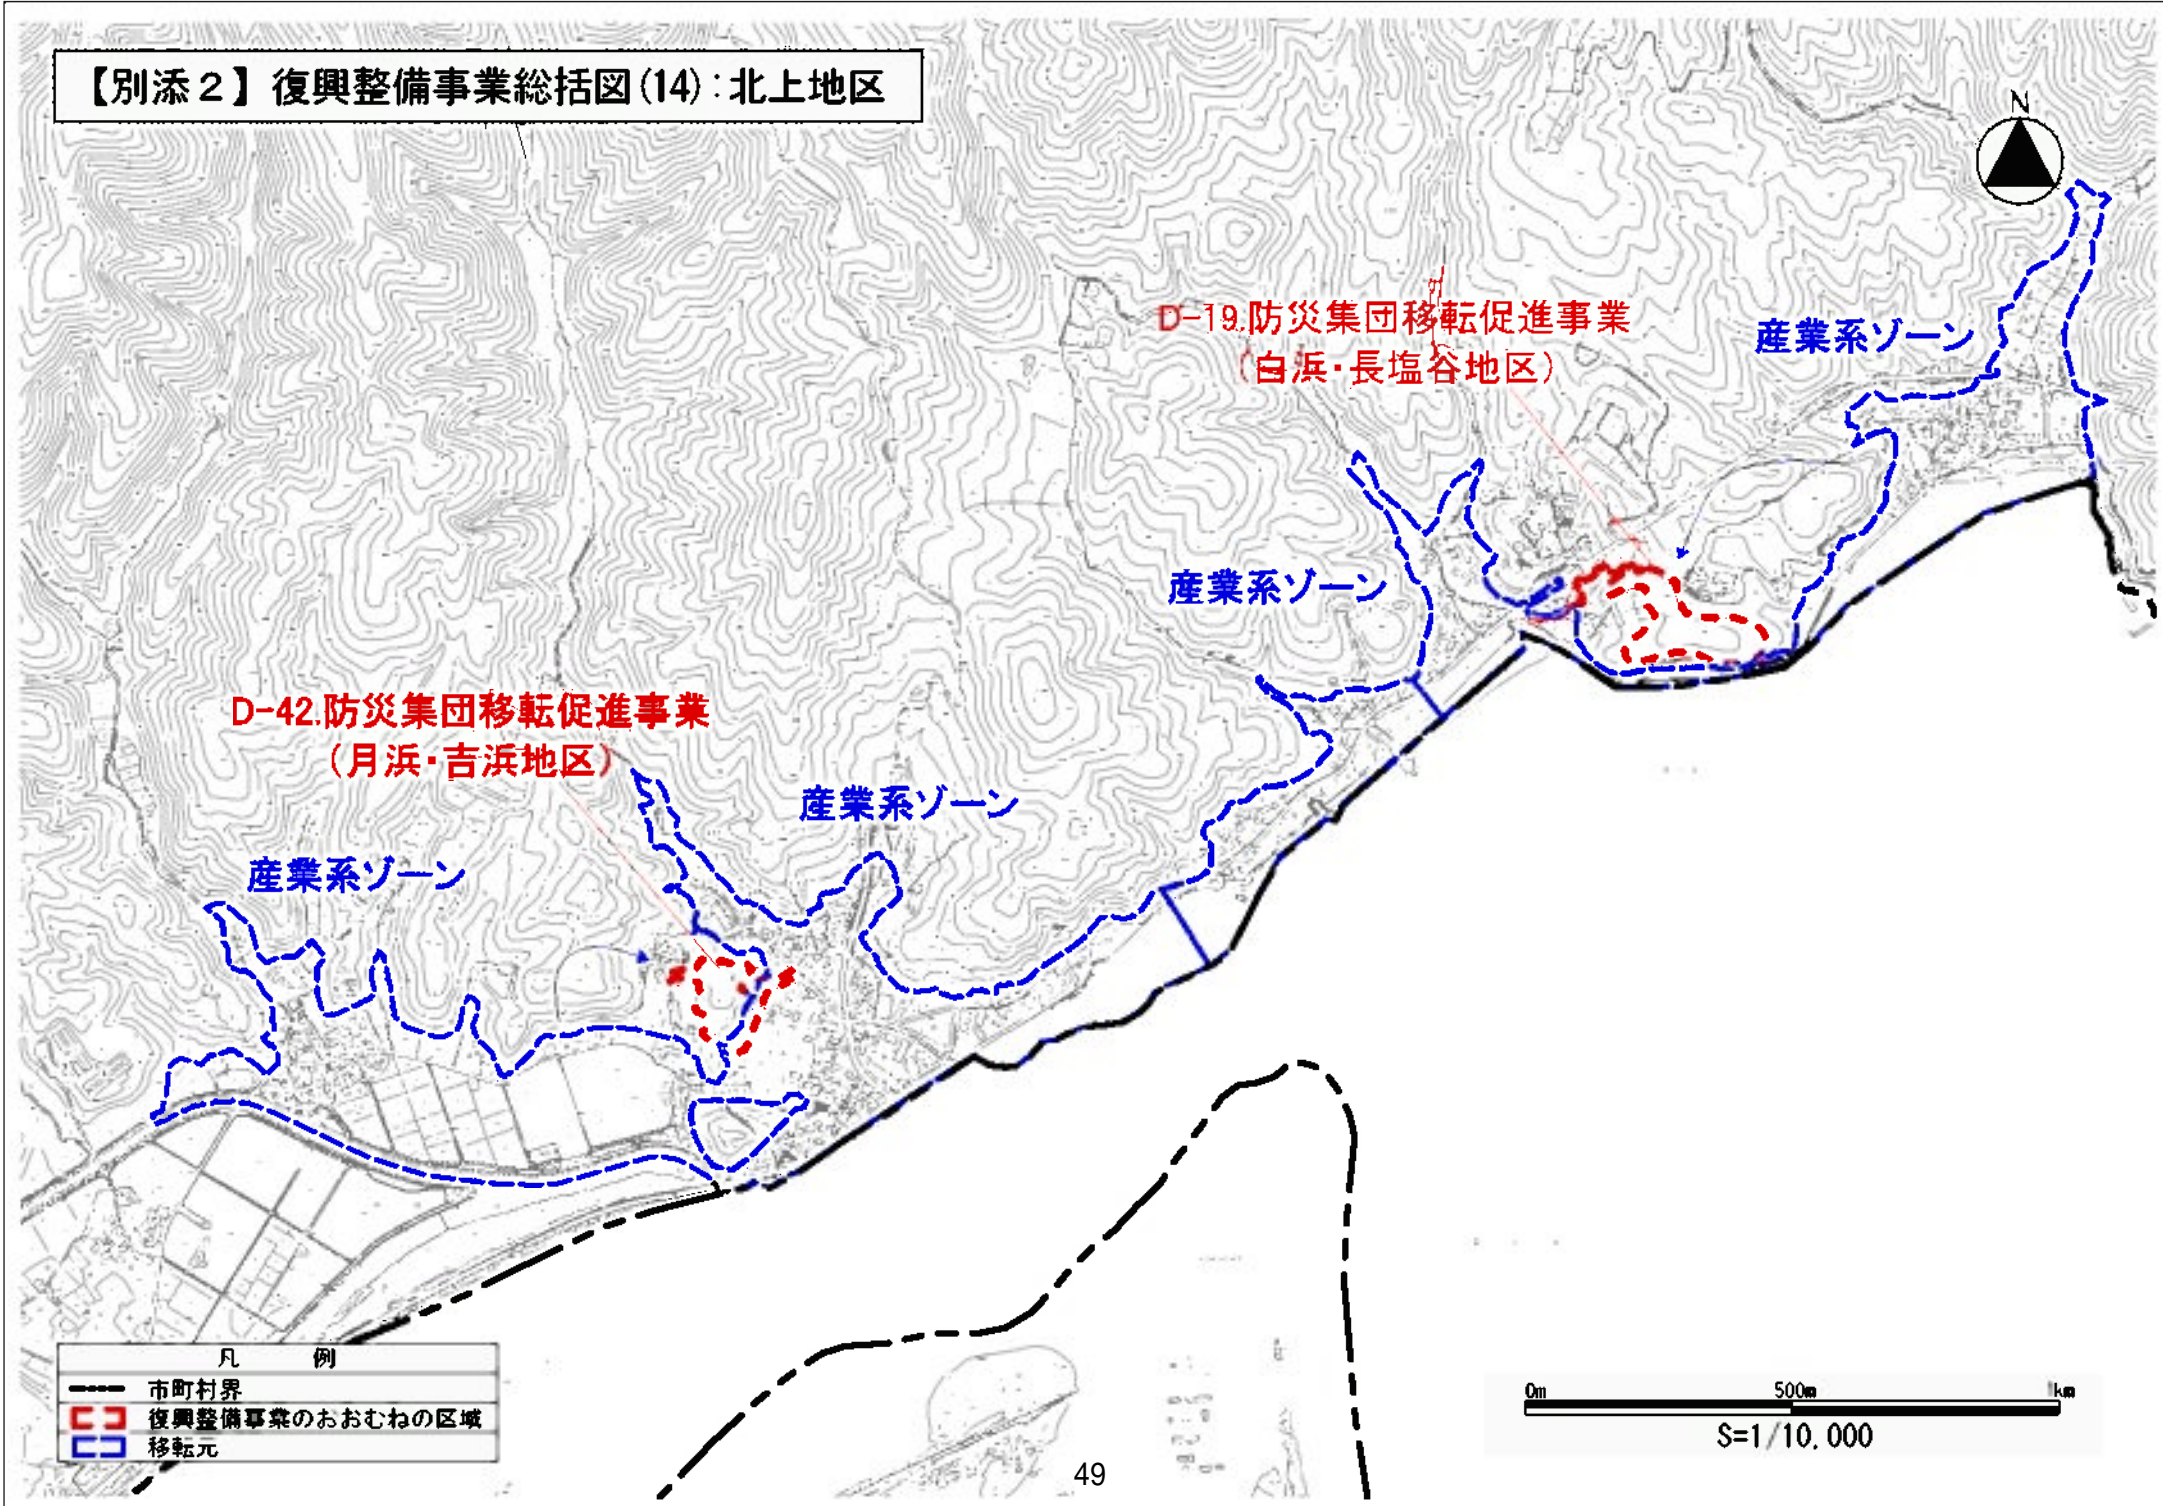 【別添２】復興整備事業総括図(14):北上地区
N
D-19.防災集団移転促進事業
(白浜・長塩谷地区)
産業系ゾーン
産業系ゾーン
D-42.防災集団移転促進事業
(月浜・吉浜地区)
産業系ゾーン
産業系ゾーン
凡 例
市町村界
復興整備事業のおおむねの区域
移転元
0m 500m 1km
S=1/10,000
49